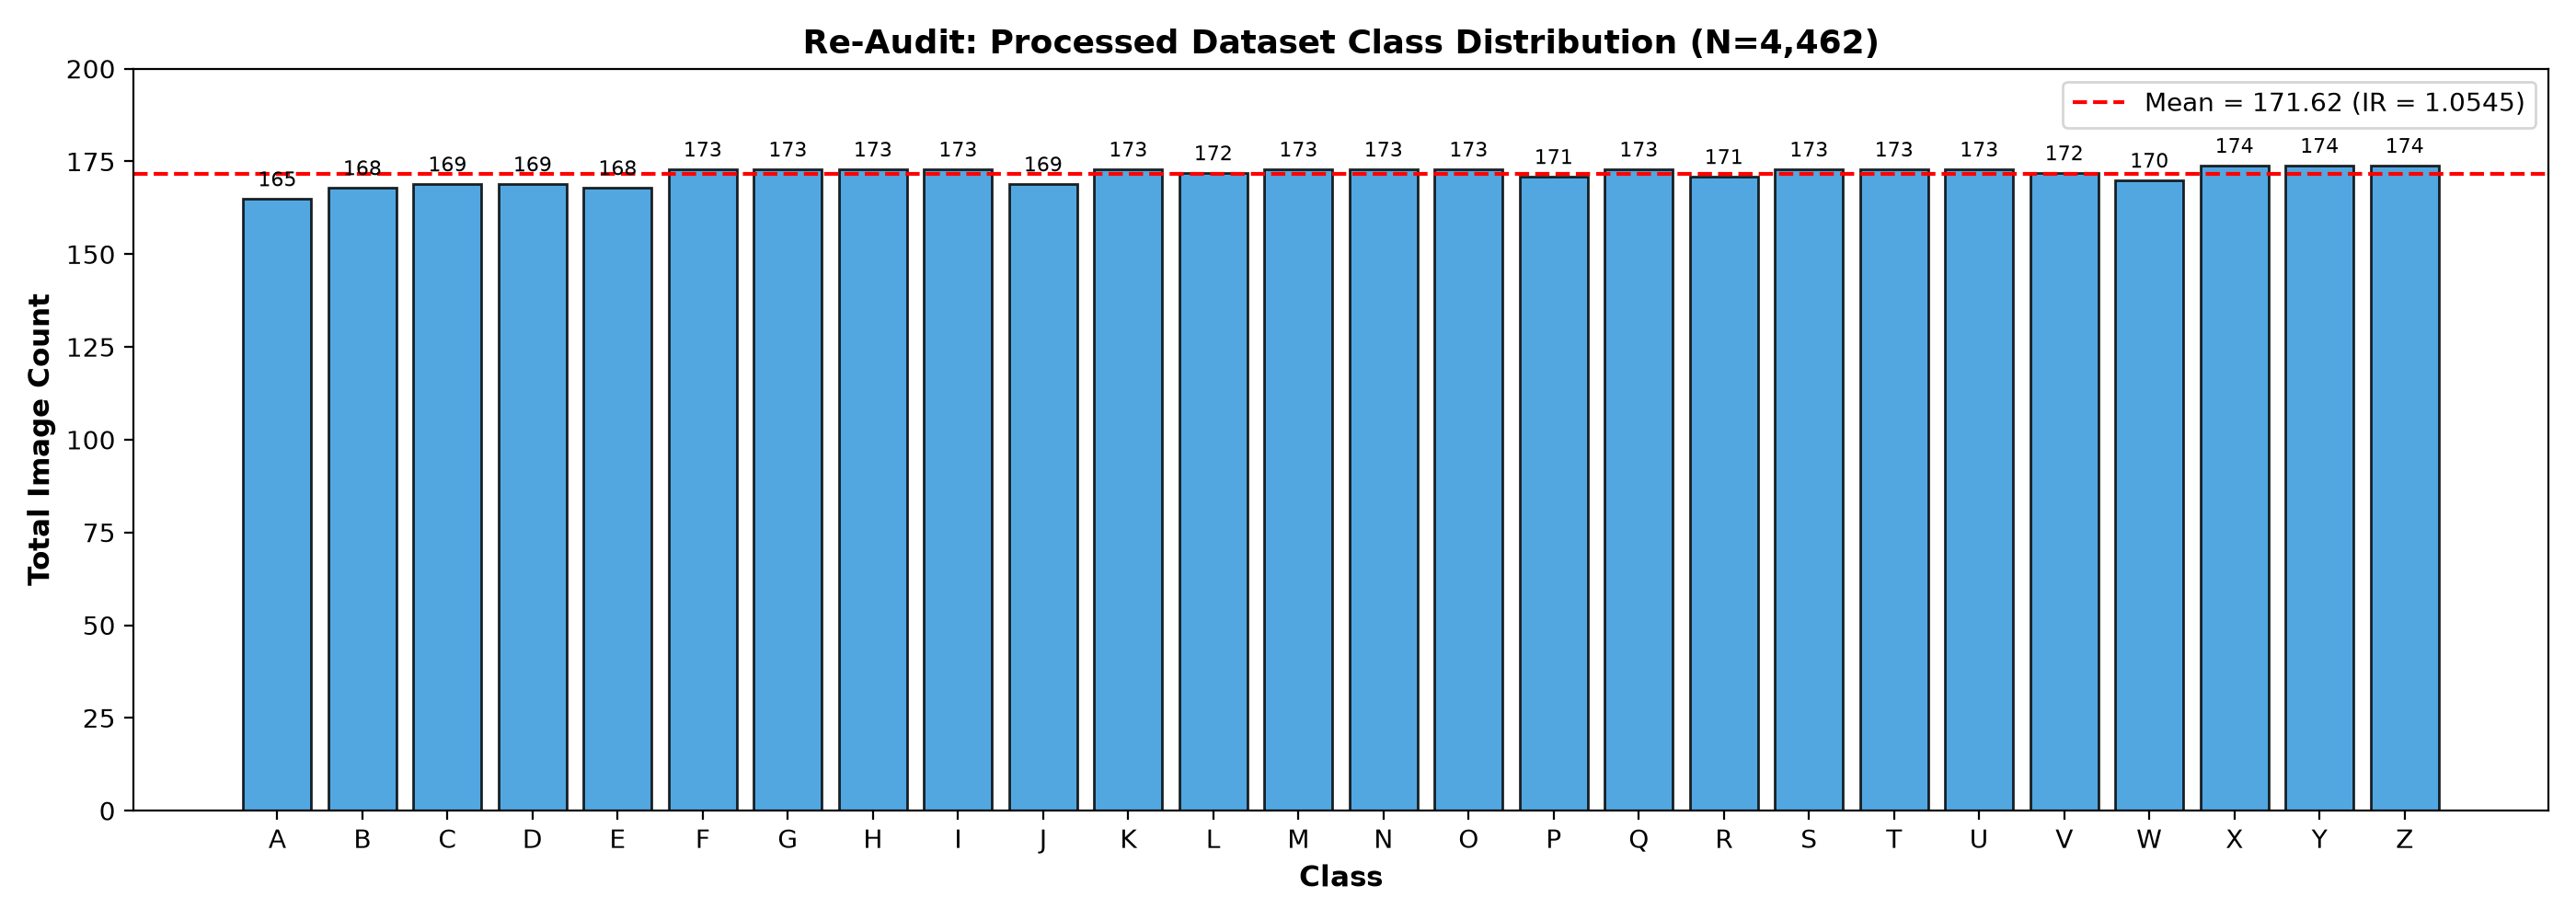 Re-Audit: Processed Dataset Class Distribution (N=4,462)
Mean = 171.62 (IR = 1.0545)
Total Image Count
200
175
150
125
100
75
50
25
0
165 168 169 169 168 173 173 173 173 169 173 172 173 173 173 171 173 171 173 173 173 172 170 174 174 174
A B C D E F G H I J K L M N O P Q R S T U V W X Y Z
Class